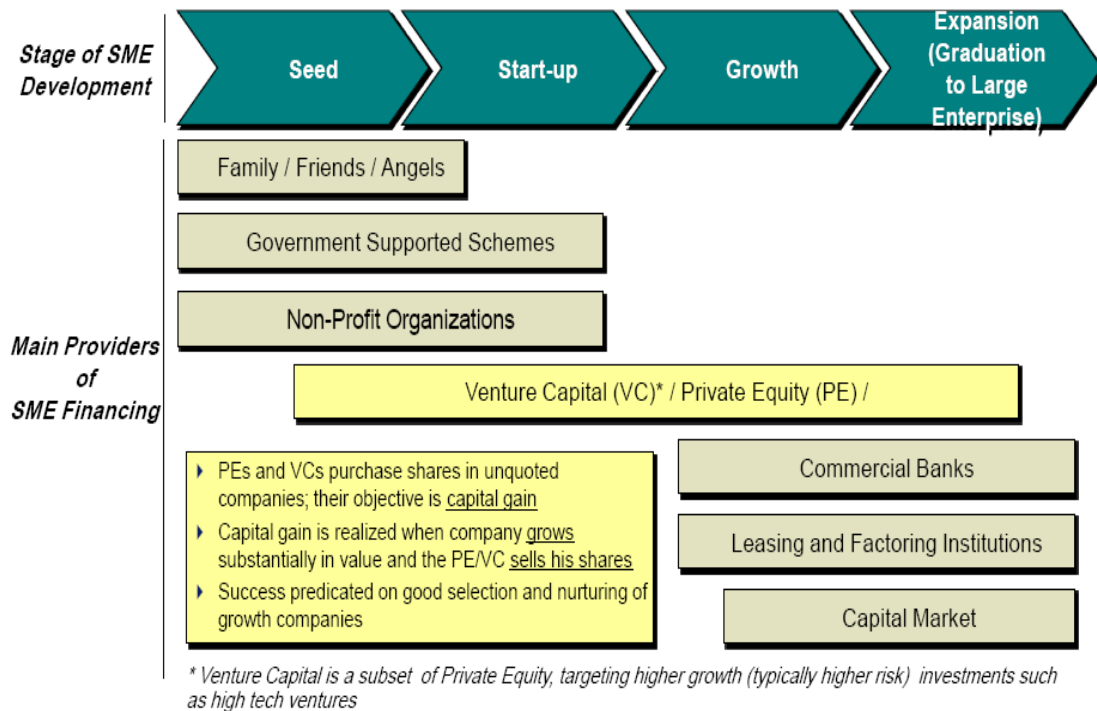 Stage of SME
Development
Seed
Start-up
Growth
Expansion
(Graduation
to Large
Enterprise)
Main Providers
of
SME Financing
Family / Friends / Angels
Government Supported Schemes
Non-Profit Organizations
Venture Capital (VC)* / Private Equity (PE) /
PEs and VCs purchase shares in unquoted
companies; their objective is capital gain
Capital gain is realized when company grows
substantially in value and the PE/VC sells his shares
Success predicated on good selection and nurturing of
growth companies
Commercial Banks
Leasing and Factoring Institutions
Capital Market
* Venture Capital is a subset of Private Equity, targeting higher growth (typically higher risk) investments such
as high tech ventures